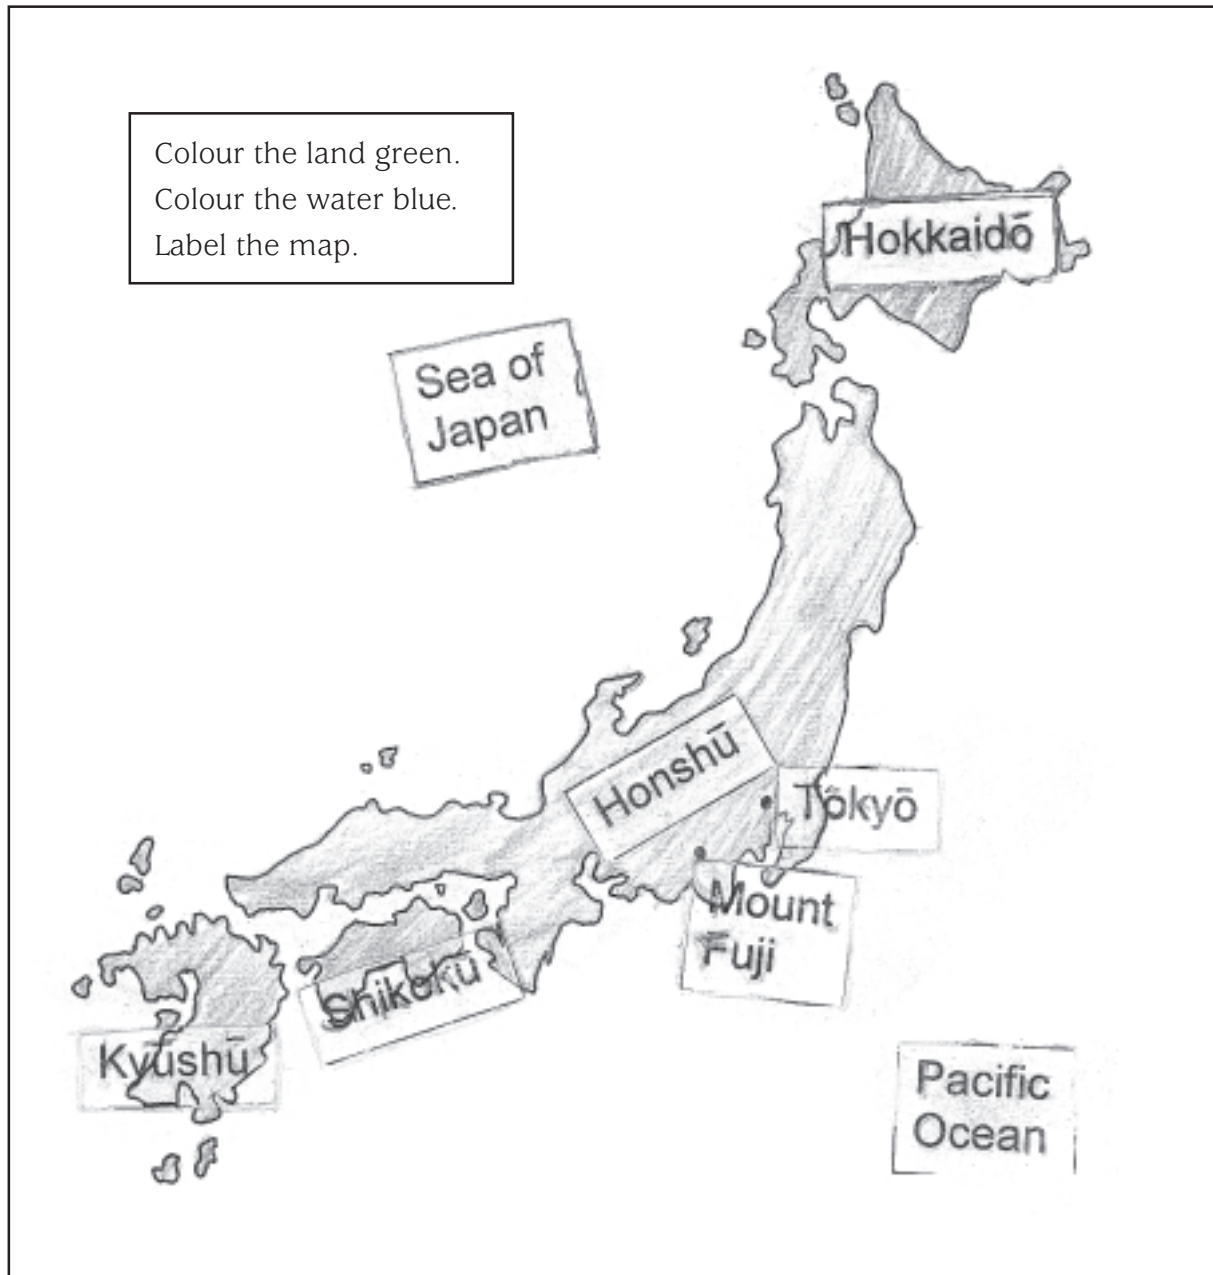 Colour the land green.
Colour the water blue.
Label the map.
Hokkaidō
Sea of
Japan
Honshū
Tōkyō
Mount
Fuji
Shikokū
Kyūshū
Pacific
Ocean